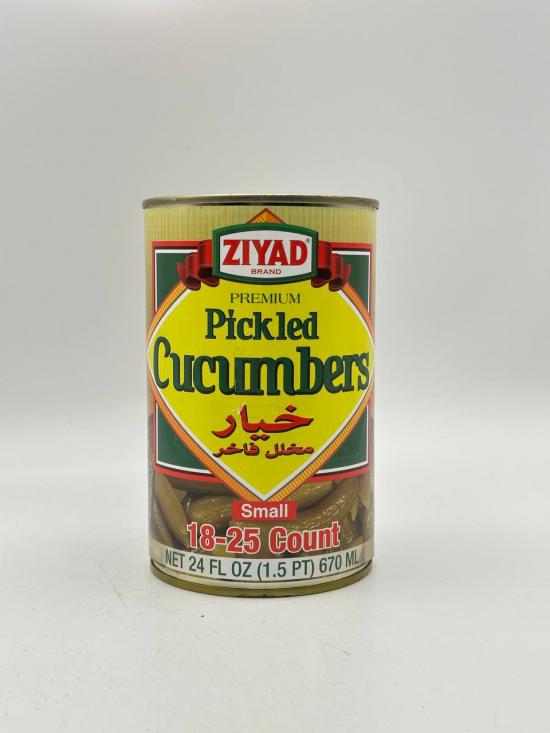 ZIYAD®
BRAND
PREMIUM
Pickled
Cucumbers
خيار
مخلل فاخر
Small
18-25 Count
NET 24 FL OZ (1.5 PT) 670 ML